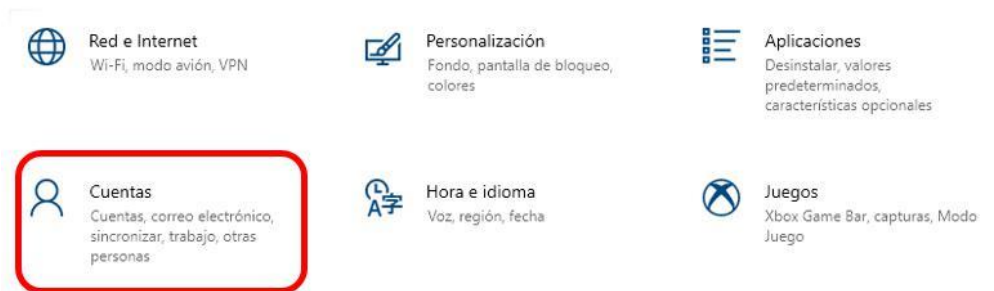 Red e Internet
Wi-Fi, modo avión, VPN
Personalización
Fondo, pantalla de bloqueo,
colores
Aplicaciones
Desinstalar, valores
predeterminados,
características opcionales
Cuentas
Cuentas, correo electrónico,
sincronizar, trabajo, otras
personas
Hora e idioma
Voz, región, fecha
Juegos
Xbox Game Bar, capturas, Modo
Juego